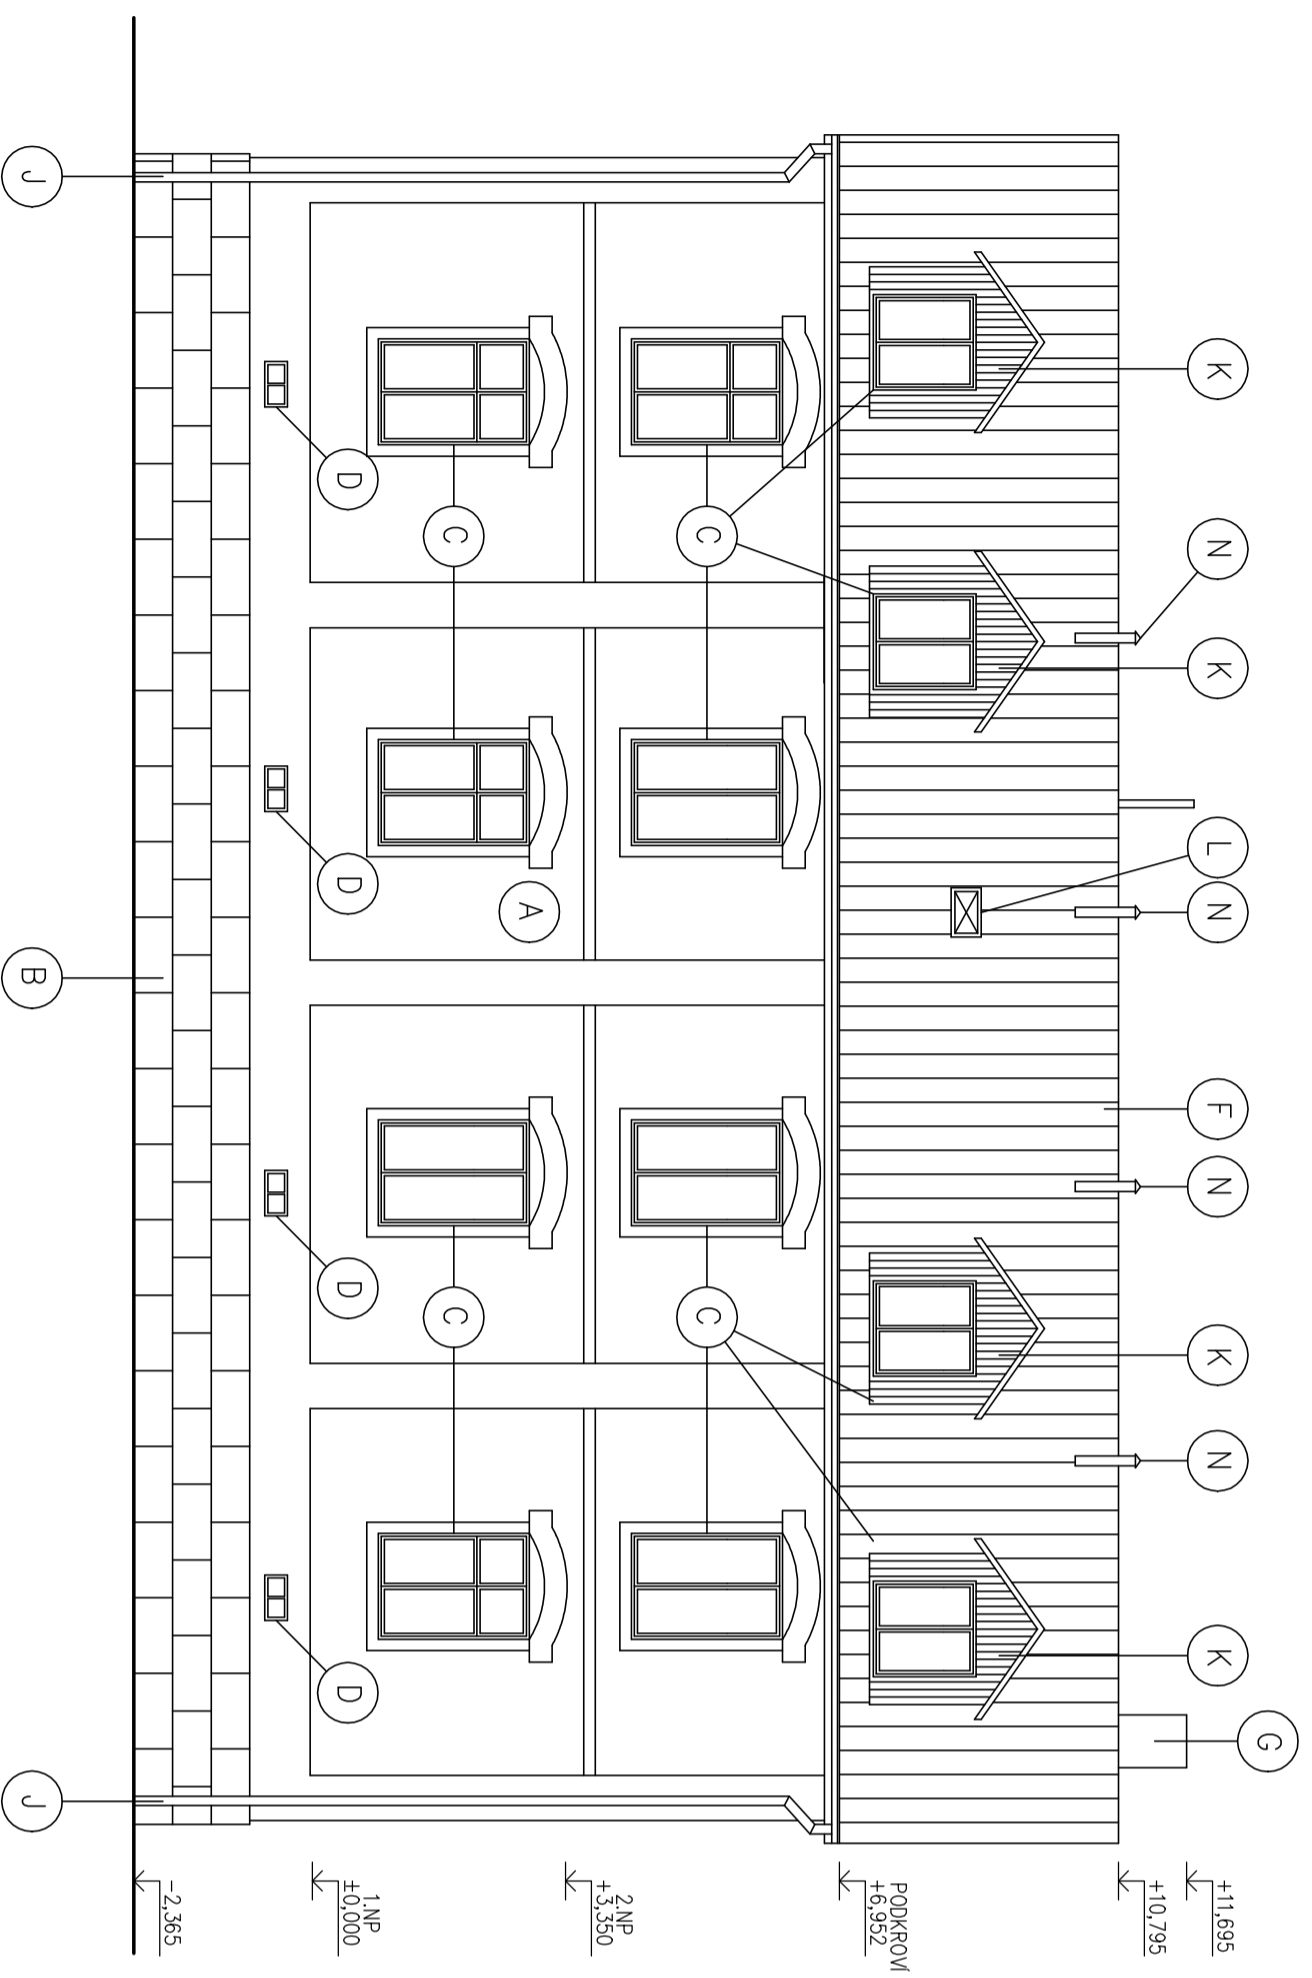 G
K N K L N F N K N K
+11,695
+10,795
PODKROVÍ
+6,952
C C
2.NP
+3,350
A
C C
D D D D
1.NP
±0,000
-2,365
J B J